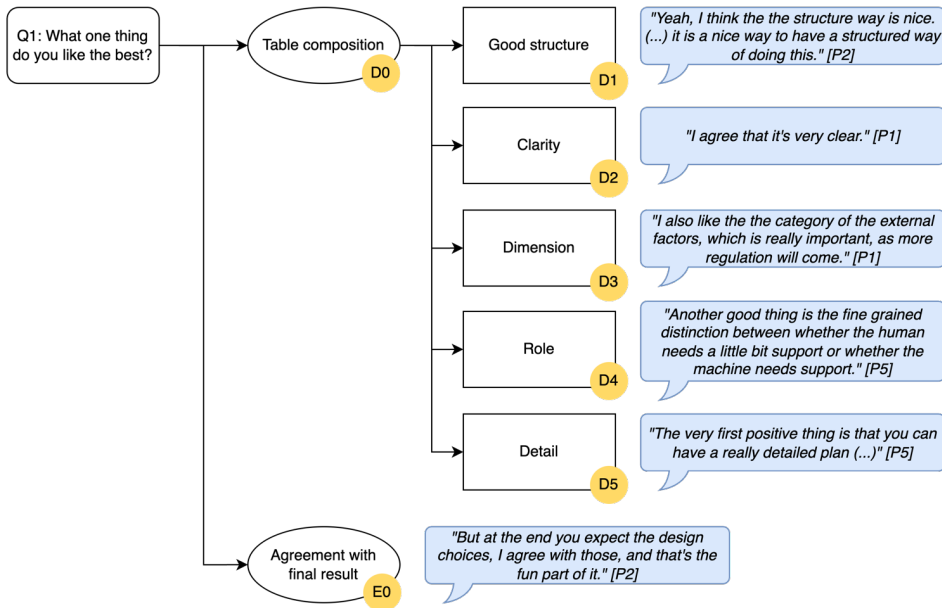 Q1: What one thing
do you like the best?
Table composition
D0
Good structure
D1
"Yeah, I think the the structure way is nice.
(...) it is a nice way to have a structured way
of doing this." [P2]
Clarity
D2
"I agree that it's very clear." [P1]
Dimension
D3
"I also like the the category of the external
factors, which is really important, as more
regulation will come." [P1]
Role
D4
"Another good thing is the fine grained
distinction between whether the human
needs a little bit support or whether the
machine needs support." [P5]
Detail
D5
"The very first positive thing is that you can
have a really detailed plan (...)" [P5]
Agreement with
final result
E0
"But at the end you expect the design
choices, I agree with those, and that's the
fun part of it." [P2]